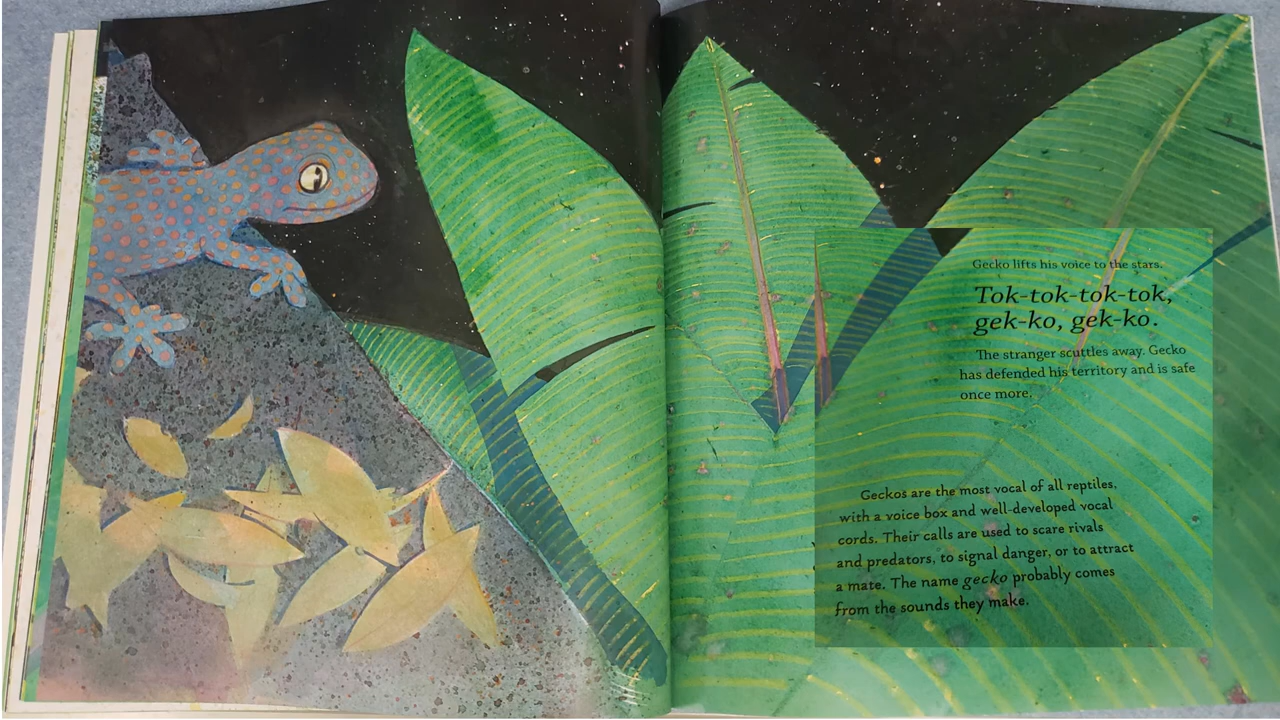 Gecko lifts his voice to the stars.
Tok-tok-tok-tok,
gek-ko, gek-ko.
The stranger scuttles away. Gecko
has defended his territory and is safe
once more.
Geckos are the most vocal of all reptiles,
with a voice box and well-developed vocal
cords. Their calls are used to scare rivals
and predators, to signal danger, or to attract
a mate. The name gecko probably comes
from the sounds they make.